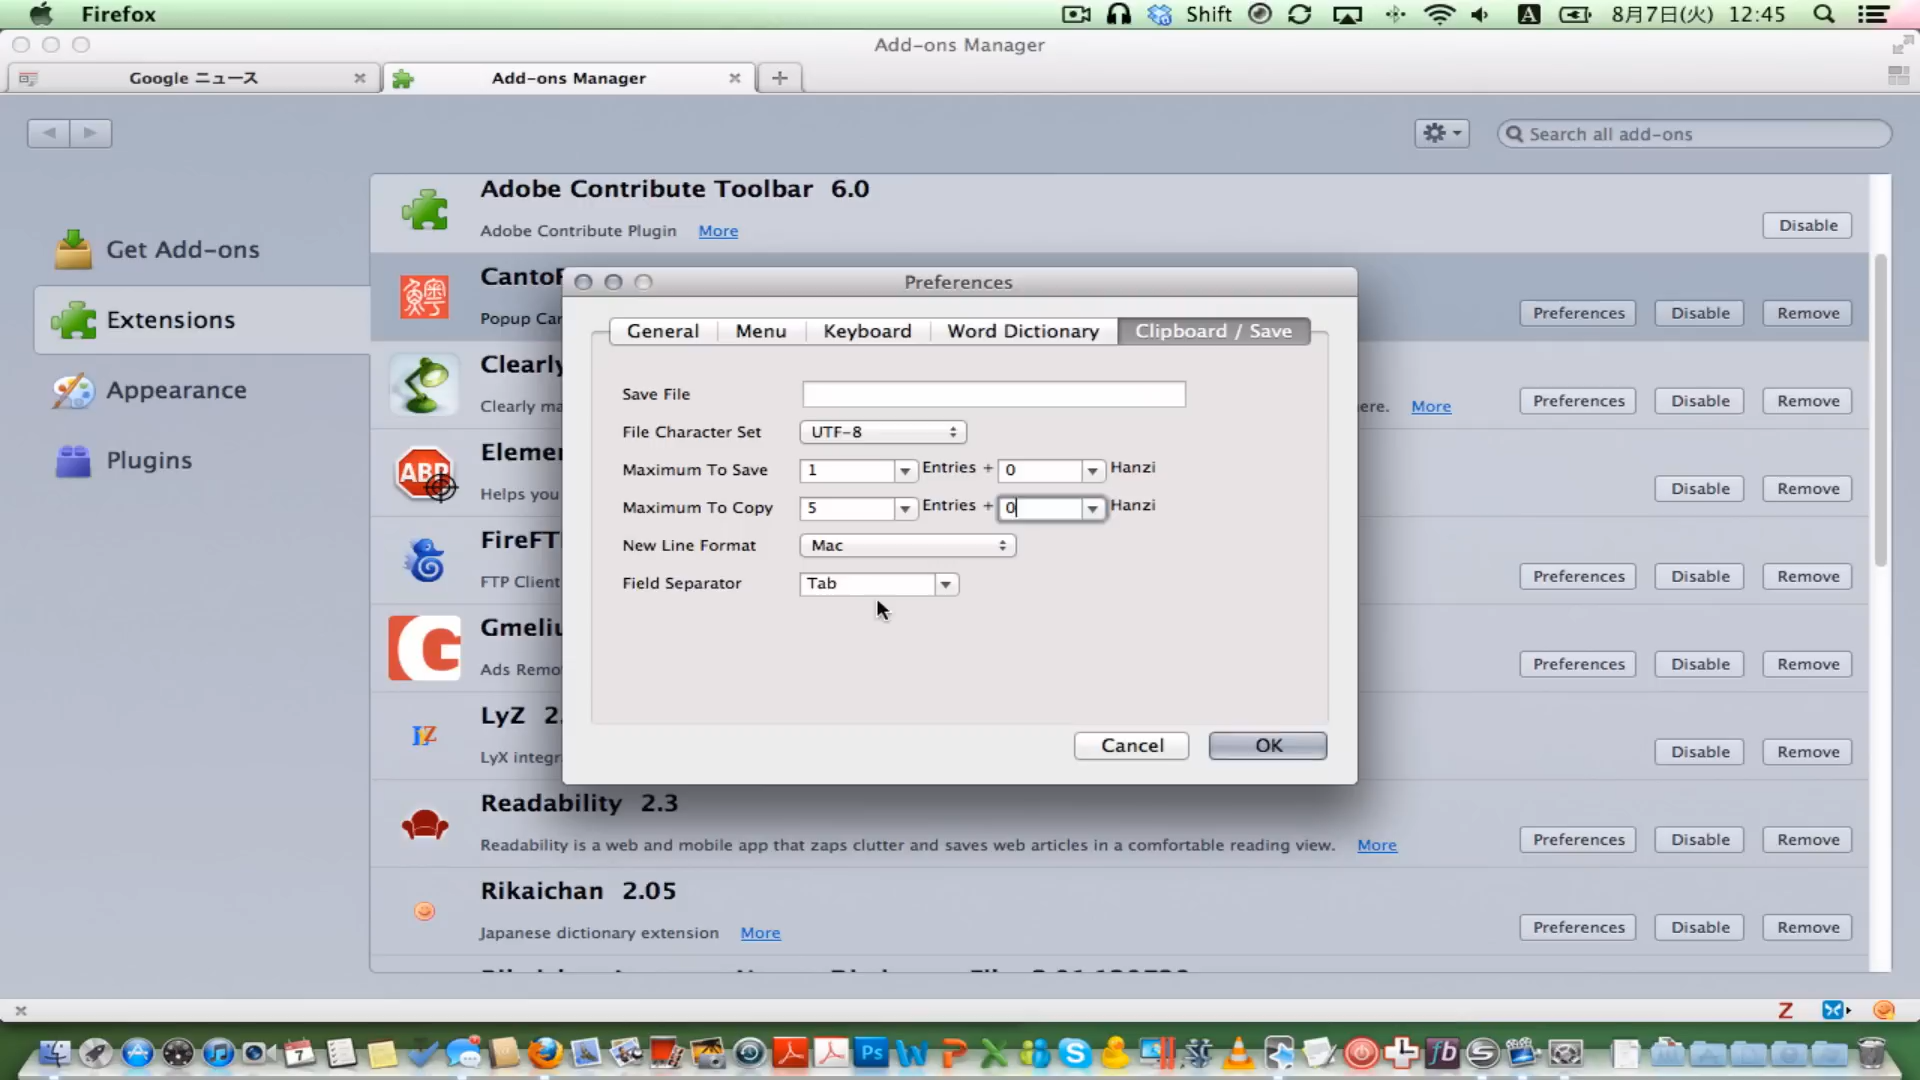 Firefox
Shift
A
8月7日(火) 12:45
Add-ons Manager
Google ニュース
Add-ons Manager
Search all add-ons
Get Add-ons
Extensions
Appearance
Plugins
Adobe Contribute Toolbar 6.0
Adobe Contribute Plugin More
Disable
鱓
Popup Car
Preferences Disable Remove
Clearly
Clearly ma
ere. More
Preferences Disable Remove
ABP
Helps you
Disable Remove
FTP Client
Preferences Disable Remove
G
Ads Remo
Preferences Disable Remove
LyZ 2.
LyX integr
Disable Remove
Readability 2.3
Readability is a web and mobile app that zaps clutter and saves web articles in a comfortable reading view. More
Preferences Disable Remove
Rikaichan 2.05
Japanese dictionary extension More
Preferences Disable Remove
Preferences
General Menu Keyboard Word Dictionary Clipboard / Save
Save File
File Character Set UTF-8
Maximum To Save 1 Entries + 0 Hanzi
Maximum To Copy 5 Entries + 0 Hanzi
New Line Format Mac
Field Separator Tab
Cancel OK
Z
7
Ps
fb